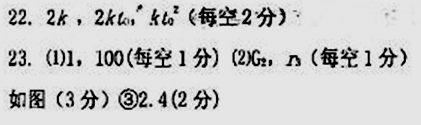 22. 2k，2kt₀，kt₀²（每空2分）
23. (1)1，100(每空1分) (2)G₂，n（每空1分）
如图（3分）③2.4(2分)